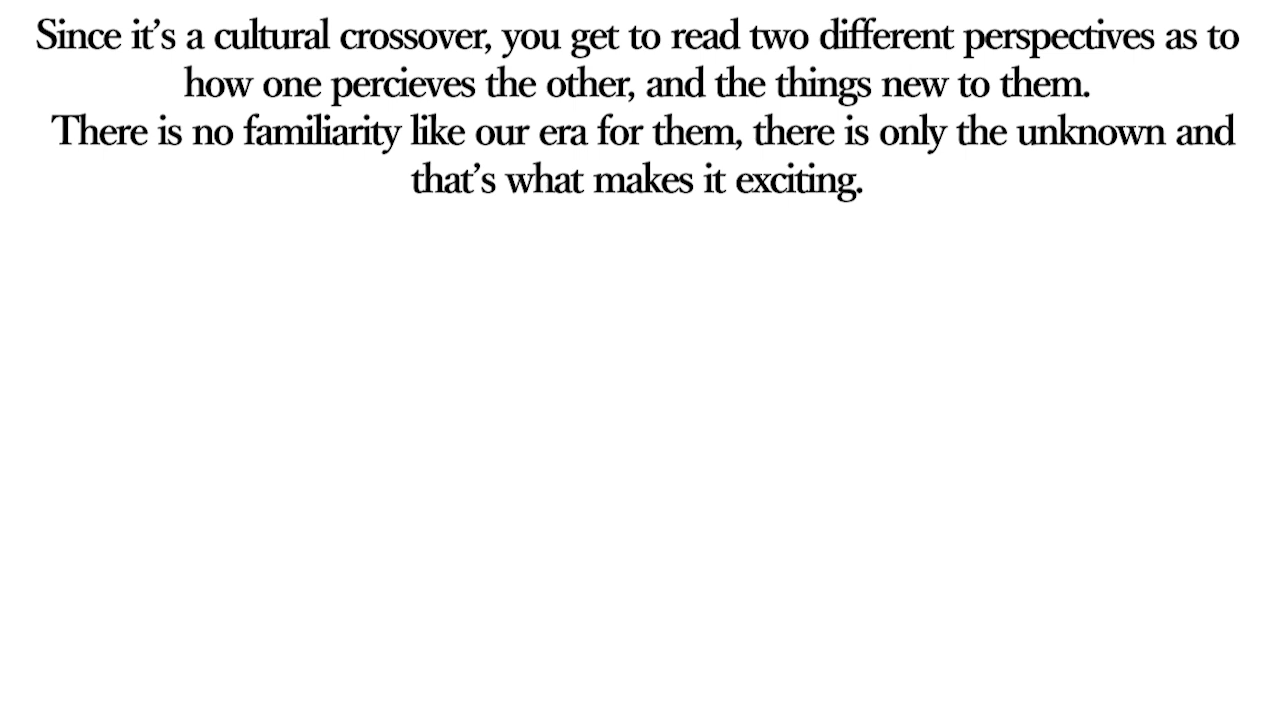 Since it’s a cultural crossover, you get to read two different perspectives as to
how one percieves the other, and the things new to them.
There is no familiarity like our era for them, there is only the unknown and
that’s what makes it exciting.